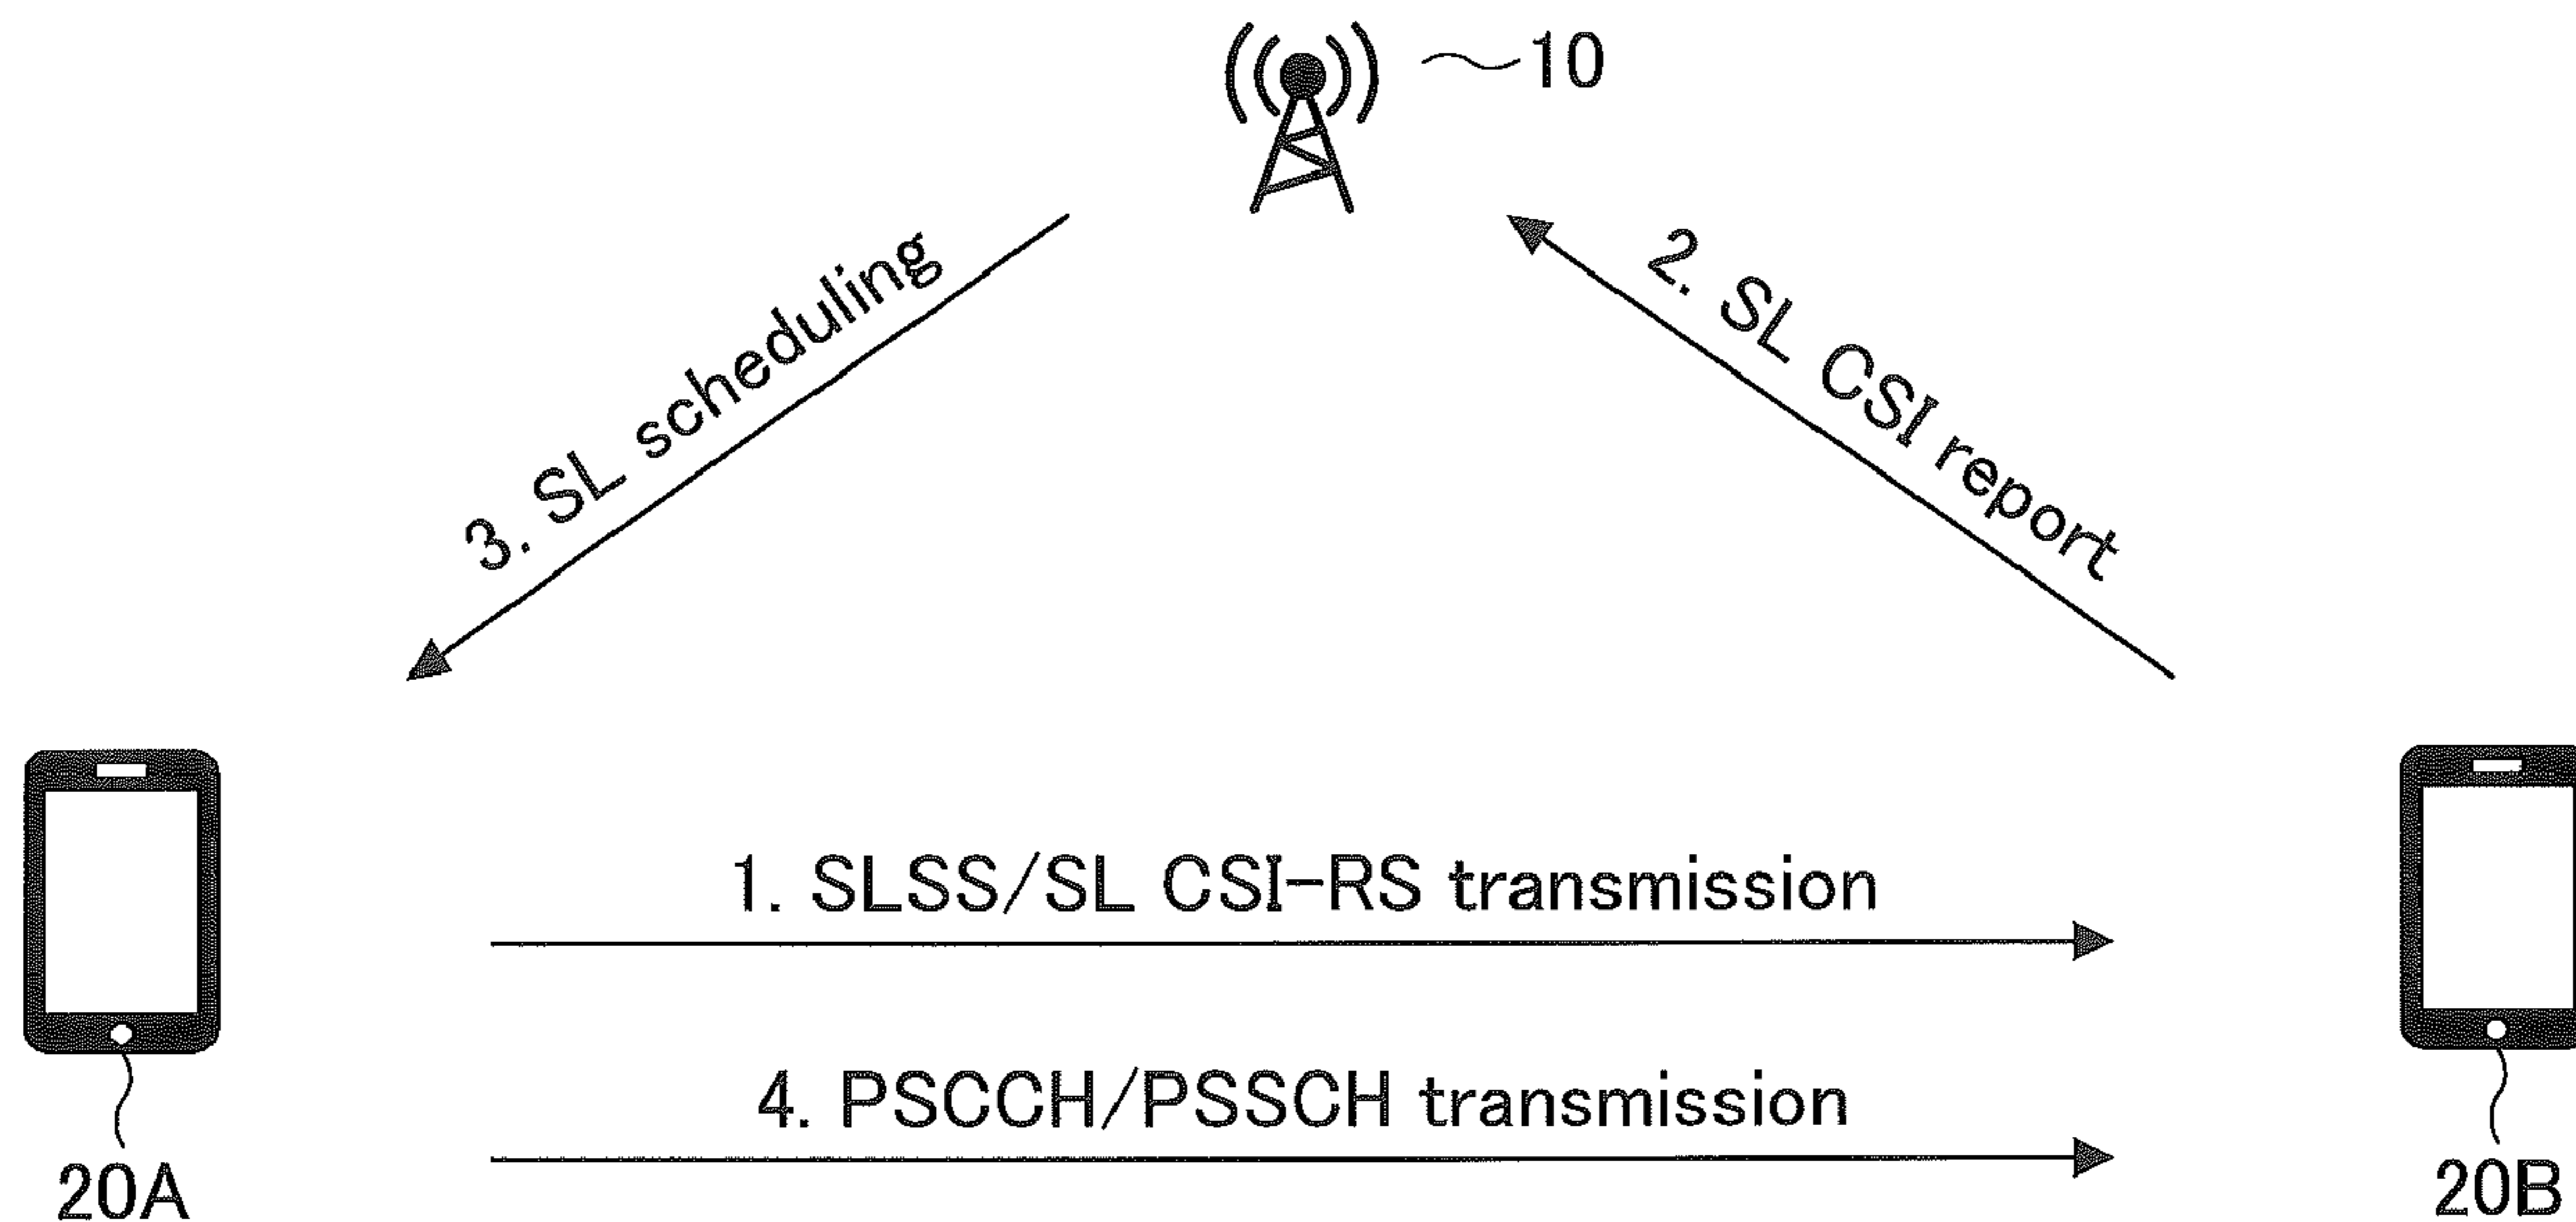 10
3. SL scheduling
2. SL CSI report
1. SLSS/SL CSI-RS transmission
4. PSCCH/PSSCH transmission
20A
20B